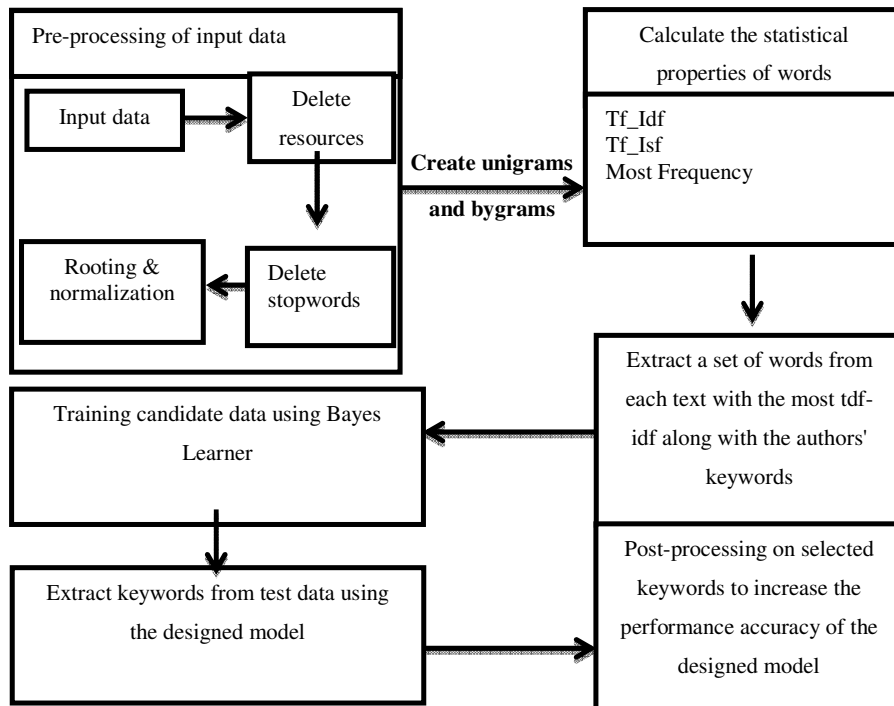 Pre-processing of input data
Input data
Delete
resources
Delete
stopwords
Rooting &
normalization
Create unigrams
and bygrams
Calculate the statistical
properties of words
Tf_Idf
Tf_Isf
Most Frequency
Extract a set of words from
each text with the most tdf-
idf along with the authors'
keywords
Training candidate data using Bayes
Learner
Extract keywords from test data using
the designed model
Post-processing on selected
keywords to increase the
performance accuracy of the
designed model